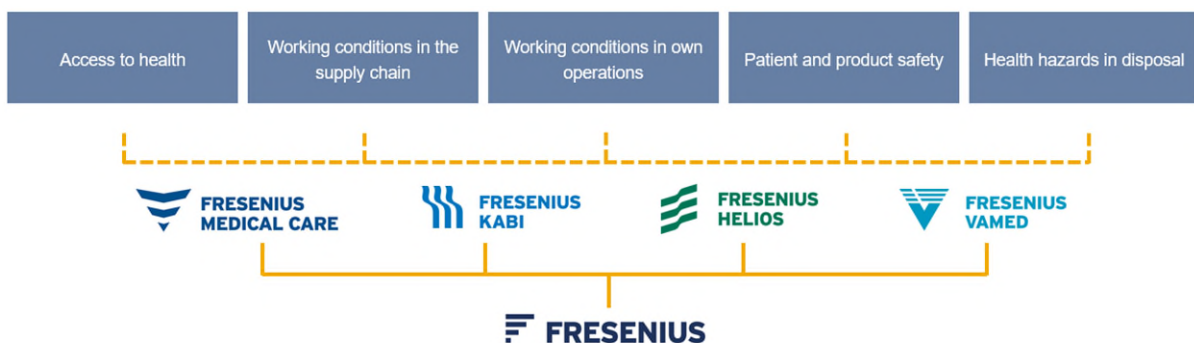 Access to health
Working conditions in the
supply chain
Working conditions in own
operations
Patient and product safety
Health hazards in disposal
FRESENIUS
MEDICAL CARE
FRESENIUS
KABI
FRESENIUS
HELIOS
FRESENIUS
VAMED
FRESENIUS